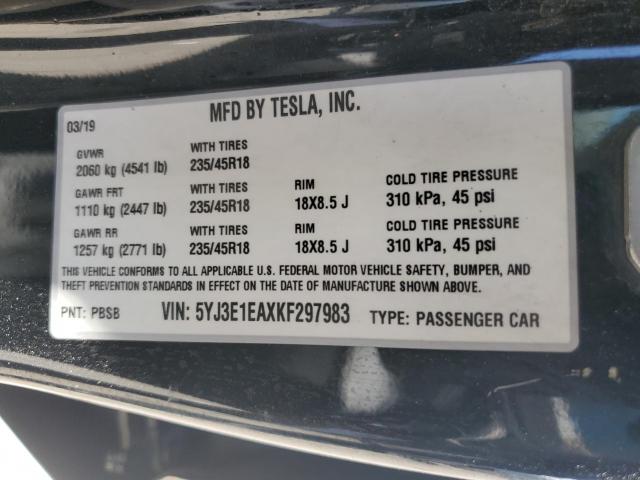 MFD BY TESLA, INC.
03/19
GVWR WITH TIRES
2060 kg (4541 lb) 235/45R18
GAWR FRT WITH TIRES RIM COLD TIRE PRESSURE
1110 kg (2447 lb) 235/45R18 18X8.5 J 310 kPa, 45 psi
GAWR RR WITH TIRES RIM COLD TIRE PRESSURE
1257 kg (2771 lb) 235/45R18 18X8.5 J 310 kPa, 45 psi
THIS VEHICLE CONFORMS TO ALL APPLICABLE U.S. FEDERAL MOTOR VEHICLE SAFETY, BUMPER, AND
THEFT PREVENTION STANDARDS IN EFFECT ON THE DATE OF MANUFACTURE SHOWN ABOVE.
PNT: PBSB VIN: 5YJ3E1EAXKF297983 TYPE: PASSENGER CAR